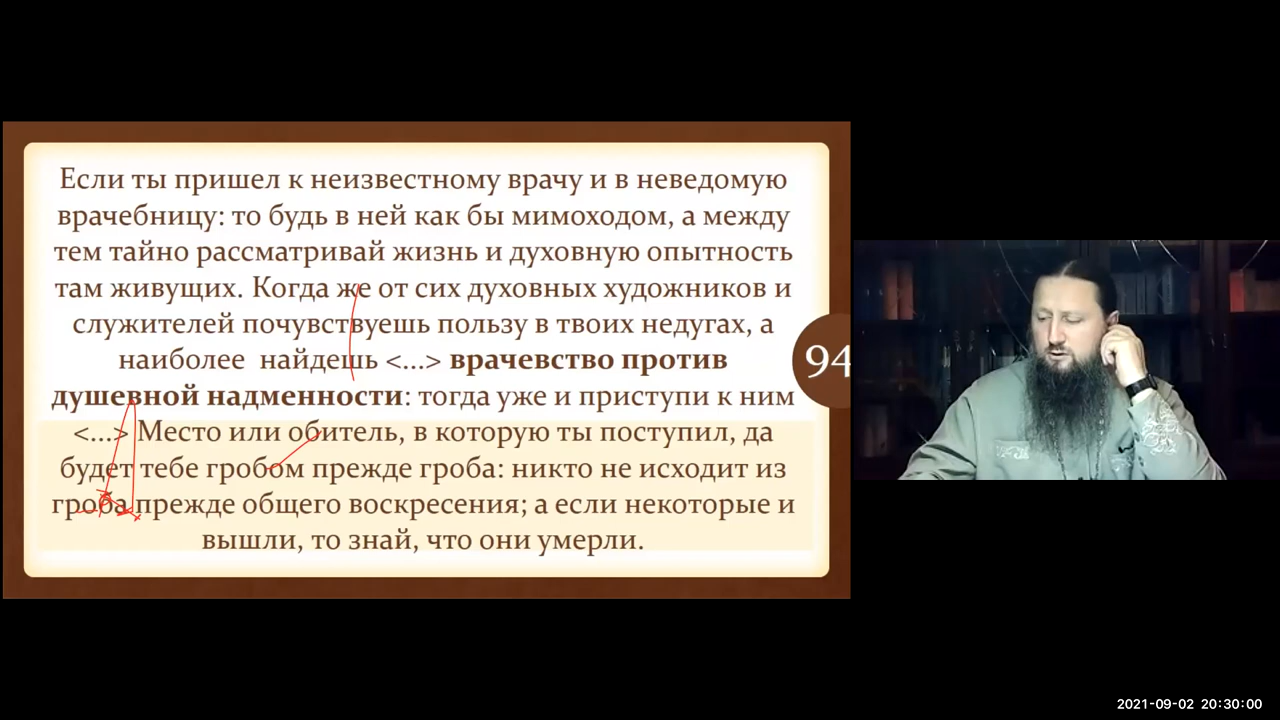 Если ты пришел к неизвестному врачу и в неведомую
врачебницу: то будь в ней как бы мимоходом, а между
тем тайно рассматривай жизнь и духовную опытность
там живущих. Когда же от сих духовных художников и
служителей почувствуешь пользу в твоих недугах, а
наиболее найдешь <...> врачевство против
душевной надменности: тогда уже и приступи к ним
<...> Место или обитель, в которую ты поступил, да
будет тебе гробом прежде гроба: никто не исходит из
гроба прежде общего воскресения; а если некоторые и
вышли, то знай, что они умерли.
94
2021-09-02 20:30:00